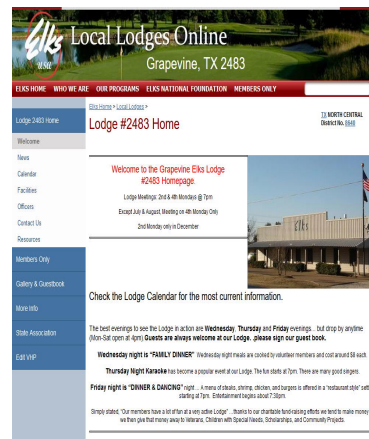 Elks
USA
Local Lodges Online
Grapevine, TX 2483
ELKS HOME WHO WE ARE OUR PROGRAMS ELKS NATIONAL FOUNDATION MEMBERS ONLY
Elks Home > Local Lodges >
Lodge 2483 Home
Welcome
News
Calendar
Facilities
Officers
Contact Us
Resources
Members Only
Gallery & Guestbook
More Info
State Association
Edit VHP
Lodge #2483 Home
TX NORTH CENTRAL
District No.
Welcome to the Grapevine Elks Lodge
#2483 Homepage.
Lodge Meetings: 2nd & 4th Mondays @ 7pm
Except July & August, Meeting on 4th Monday Only
2nd Monday only in December
elks
Check the Lodge Calendar for the most current information.
The best evenings to see the Lodge in action are Wednesday, Thursday and Friday evenings... but drop by anytime
(Mon-Sat open at 4pm).Guests are always welcome at our Lodge. .please sign our guest book.
Wednesday night is "FAMILY DINNER" Wednesday night meals are cooked by volunteer members and cost around $8 each.
Thursday Night Karaoke has become a popular event at our Lodge. The fun starts at 7pm. There are many good singers.
Friday night is "DINNER & DANCING" night... A menu of steaks, shrimp, chicken, and burgers is offered in a "restaurant style" sett
starting at 7pm. Entertainment begins about 7:30pm.
Simply stated, "Our members have a lot of fun at a very active Lodge"... thanks to our charitable fund-raising efforts we tend to make money
we then give that money away to Veterans, Children with Special Needs, Scholarships, and Community Projects.